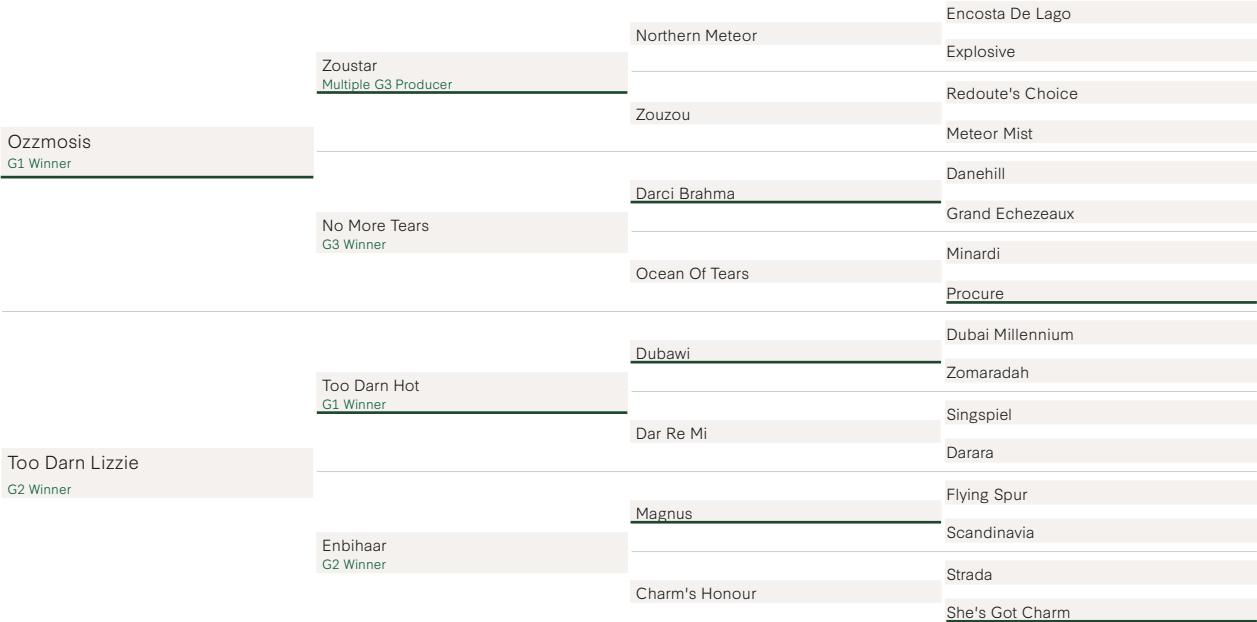 Ozzmosis
G1 Winner
Too Darn Lizzie
G2 Winner
Zoustar
Multiple G3 Producer
No More Tears
G3 Winner
Too Darn Hot
G1 Winner
Enbihaar
G2 Winner
Northern Meteor
Zouzou
Darci Brahma
Ocean Of Tears
Dubawi
Dar Re Mi
Magnus
Charm's Honour
Encosta De Lago
Explosive
Redoute's Choice
Meteor Mist
Danehill
Grand Echezeaux
Minardi
Procure
Dubai Millennium
Zomaradah
Singspiel
Darara
Flying Spur
Scandinavia
Strada
She's Got Charm